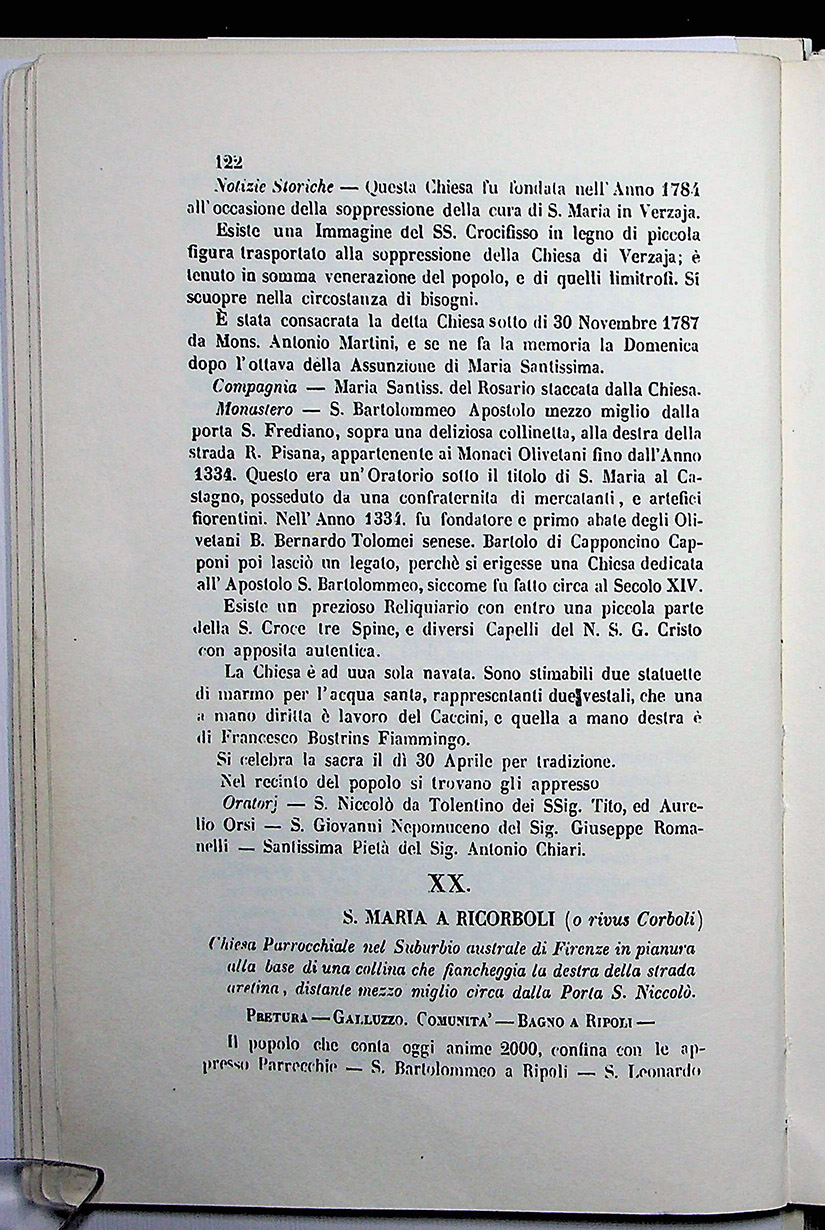 122
Notizie Storiche — Questa Chiesa fu fondata nell' Anno 1784
all' occasione della soppressione della cura di S. Maria in Verzaja.
Esiste una Immagine del SS. Crocifisso in legno di piccola
figura trasportato alla soppressione della Chiesa di Verzaja; è
tenuto in somma venerazione del popolo, e di quelli limitrofi. Si
scuopre nella circostanza di bisogni.
È stata consacrata la detta Chiesa sotto di 30 Novembre 1787
da Mons. Antonio Martini, e se ne fa la memoria la Domenica
dopo l'ottava della Assunzione di Maria Santissima.
Compagnia — Maria Santiss. del Rosario staccata dalla Chiesa.
Monastero — S. Bartolommeo Apostolo mezzo miglio dalla
porta S. Frediano, sopra una deliziosa collinetta, alla destra della
strada R. Pisana, appartenente ai Monaci Olivetani fino dall'Anno
1334. Questo era un'Oratorio sotto il titolo di S. Maria al Ca-
stagno, posseduto da una confraternita di mercatanti, e artefici
fiorentini. Nell' Anno 1334. fu fondatore e primo abate degli Oli-
vetani B. Bernardo Tolomei senese. Bartolo di Capponcino Cap-
poni poi lasciò un legato, perchè si erigesse una Chiesa dedicata
all' Apostolo S. Bartolommeo, siccome fu fatto circa al Secolo XIV.
Esiste un prezioso Reliquiario con entro una piccola parte
della S. Croce tre Spine, e diversi Capelli del N. S. G. Cristo
con apposita autentica.
La Chiesa è ad uua sola navata. Sono stimabili due statuette
di marmo per l'acqua santa, rappresentanti due vestali, che una
a mano diritta è lavoro del Caccini, e quella a mano destra è
di Francesco Bostrins Fiammingo.
Si celebra la sacra il dì 30 Aprile per tradizione.
Nel recinto del popolo si trovano gli appresso
Oratorj — S. Niccolò da Tolentino dei SSig. Tito, ed Aure-
lio Orsi — S. Giovanni Nepomuceno del Sig. Giuseppe Roma-
nelli — Santissima Pietà del Sig. Antonio Chiari.
XX.
S. MARIA A RICORBOLI (o rivus Corboli)
Chiesa Parrocchiale nel Suburbio australe di Firenze in pianura
alla base di una collina che fiancheggia la destra della strada
aretina, distante mezzo miglio circa dalla Porta S. Niccolò.
PRETURA — GALLUZZO. COMUNITA' — BAGNO A RIPOLI —
Il popolo che conta oggi anime 2000, confina con le ap-
presso Parrecchie — S. Bartolommeo a Ripoli — S. Leonardo